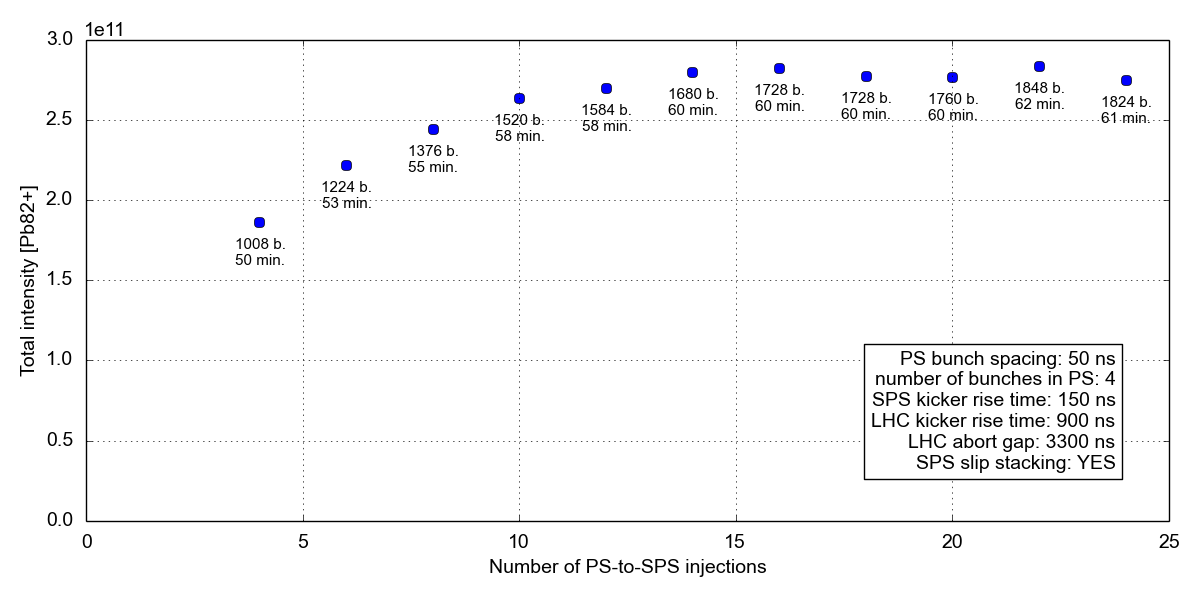 1e11
3.0
2.5
2.0
1.5
1.0
0.5
0.0
Total intensity [Pb82+]
1008 b.
50 min.
1224 b.
53 min.
1376 b.
55 min.
1520 b.
58 min.
1584 b.
58 min.
1680 b.
60 min.
1728 b.
60 min.
1728 b.
60 min.
1760 b.
60 min.
1848 b.
62 min.
1824 b.
61 min.
PS bunch spacing: 50 ns
number of bunches in PS: 4
SPS kicker rise time: 150 ns
LHC kicker rise time: 900 ns
LHC abort gap: 3300 ns
SPS slip stacking: YES
0
5
10
15
20
25
Number of PS-to-SPS injections